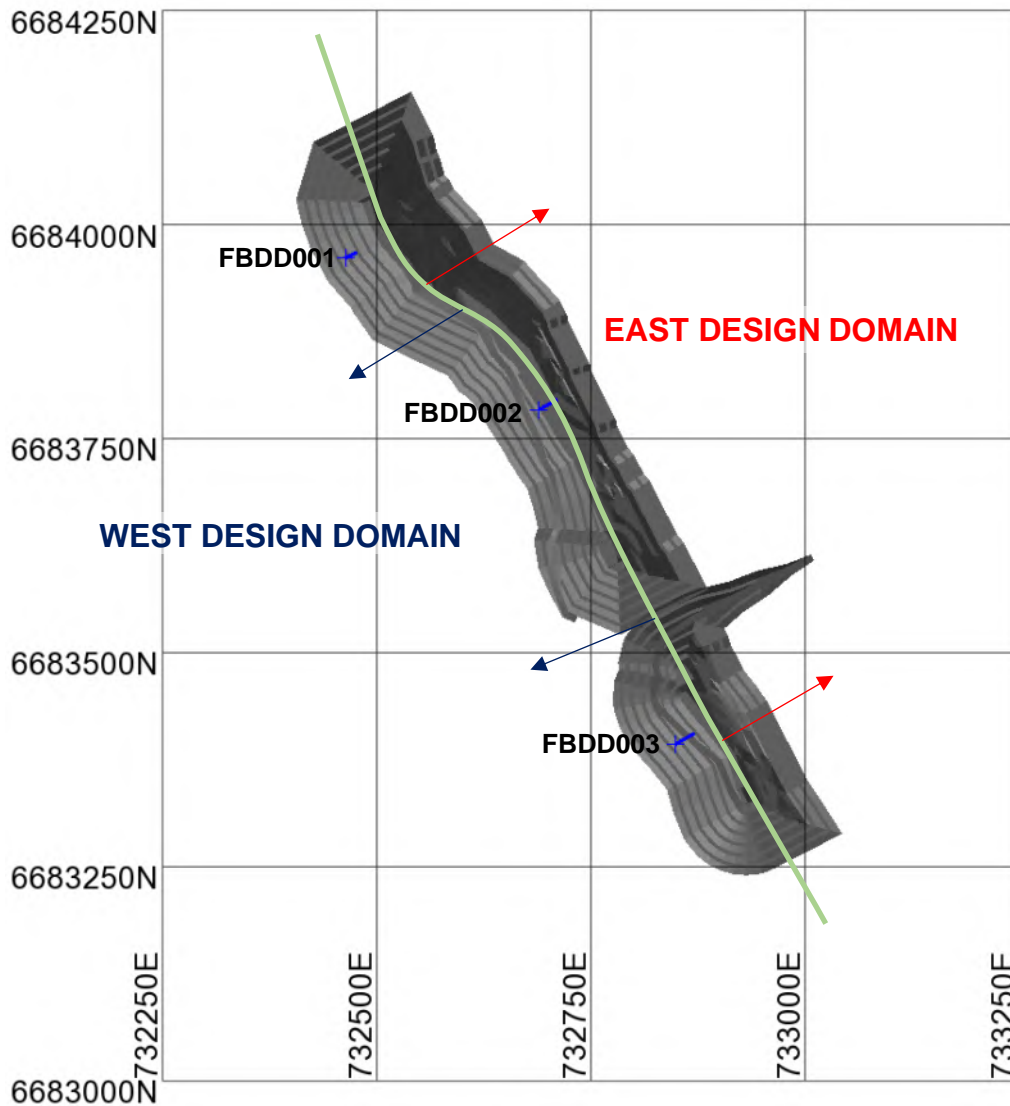 6684250N
6684000N
FBDD001
EAST DESIGN DOMAIN
FBDD002
6683750N
WEST DESIGN DOMAIN
6683500N
FBDD003
6683250N
732250E
732500E
732750E
733000E
733250E
6683000N